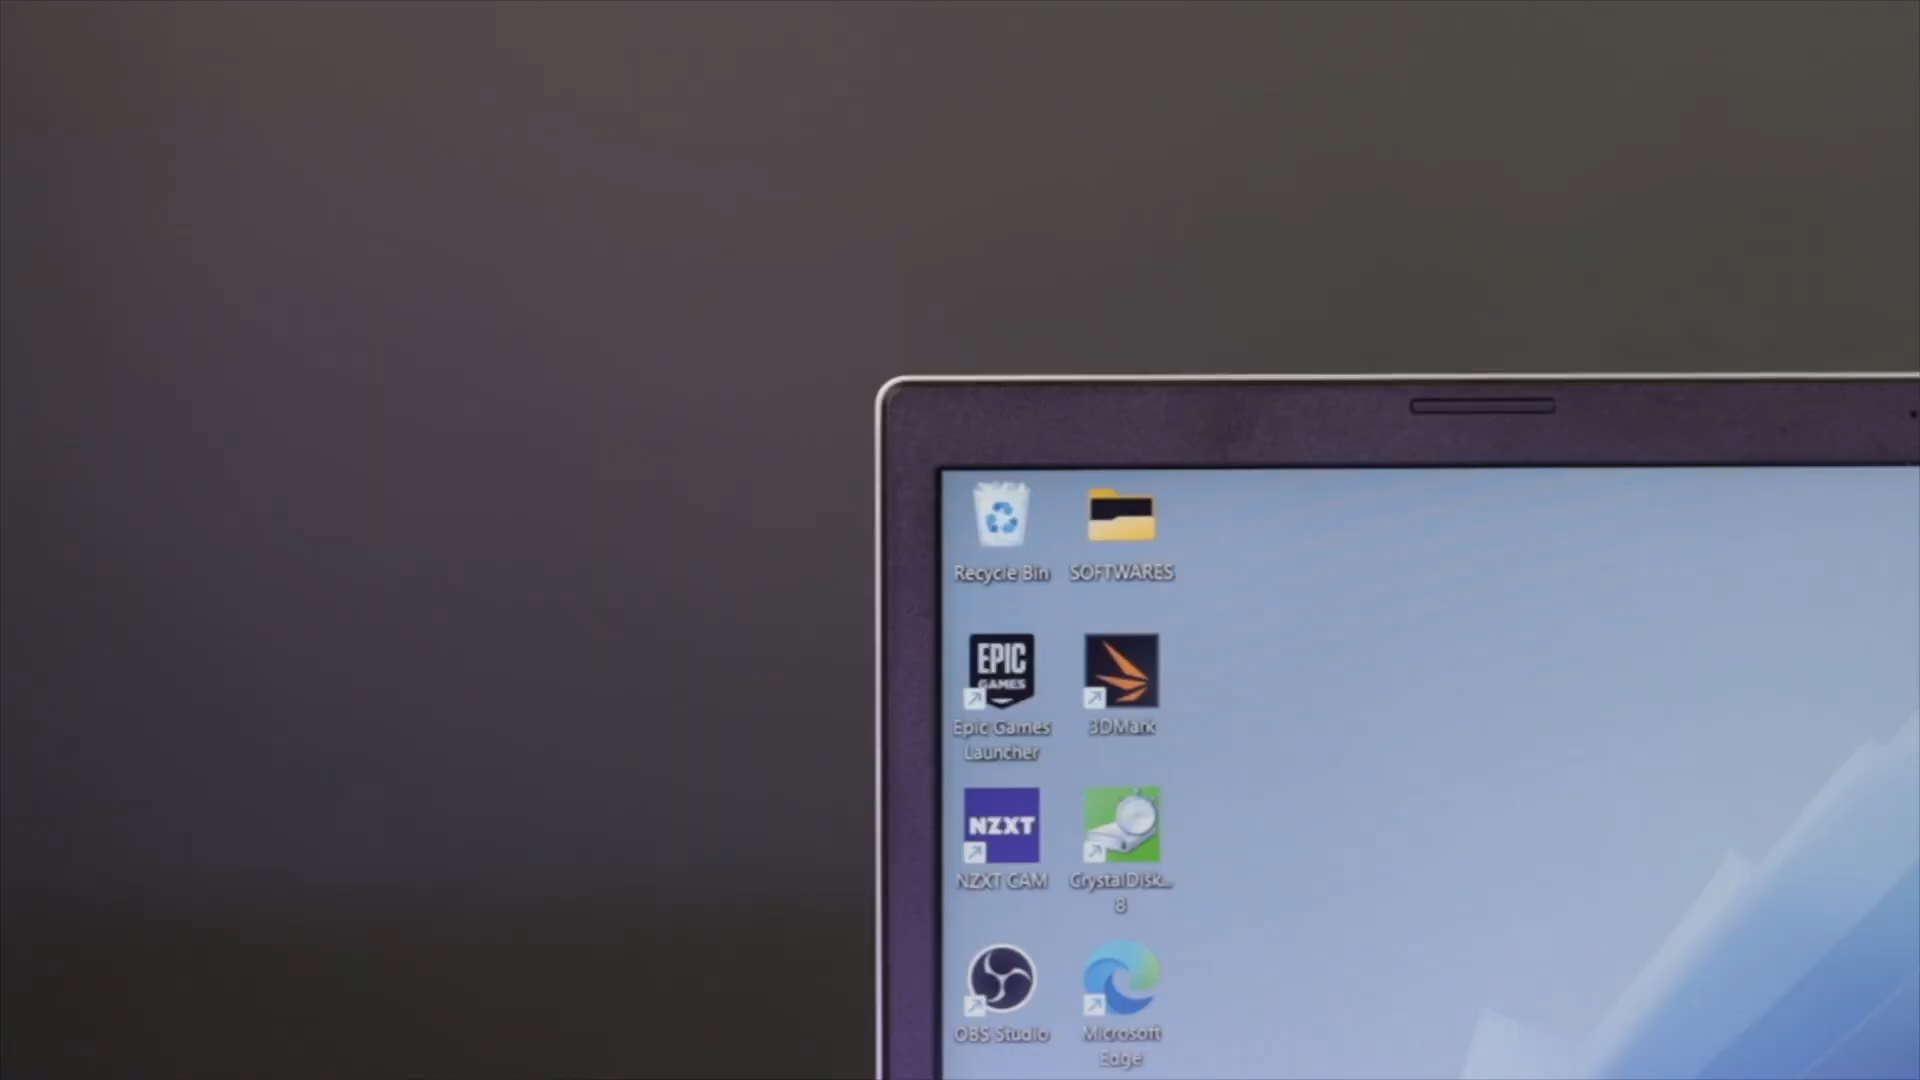 Recycle Bin
SOFTWARES
EPIC
GAMES
Epic Games
Launcher
3DMark
NZXT
NZXT CAM
CrystalDisk...
8
OBS Studio
Microsoft
Edge